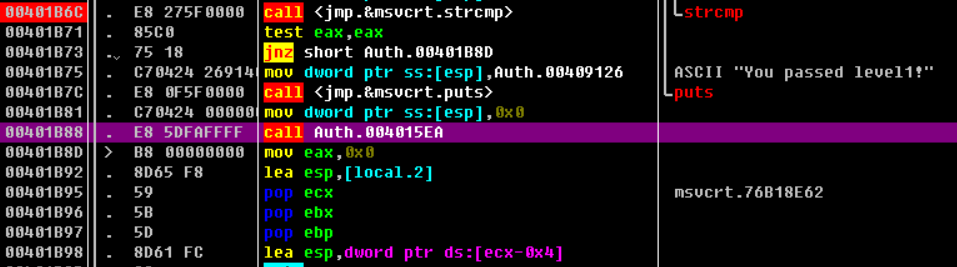 00401B6C . E8 275F0000 call <jmp.&msvcrt.strcmp> strcmp
00401B71 . 85C0 test eax,eax
00401B73 . 75 18 jnz short Auth.00401B8D
00401B75 . C70424 26914 mov dword ptr ss:[esp],Auth.00409126 ASCII "You passed level1!"
00401B7C . E8 0F5F0000 call <jmp.&msvcrt.puts> puts
00401B81 . C70424 00000 mov dword ptr ss:[esp],0x0
00401B88 . E8 5DFAFFFF call Auth.004015EA
00401B8D > B8 00000000 mov eax,0x0
00401B92 . 8D65 F8 lea esp,[local.2]
00401B95 . 59 pop ecx msvcrt.76B18E62
00401B96 . 5B pop ebx
00401B97 . 5D pop ebp
00401B98 . 8D61 FC lea esp,dword ptr ds:[ecx-0x4]